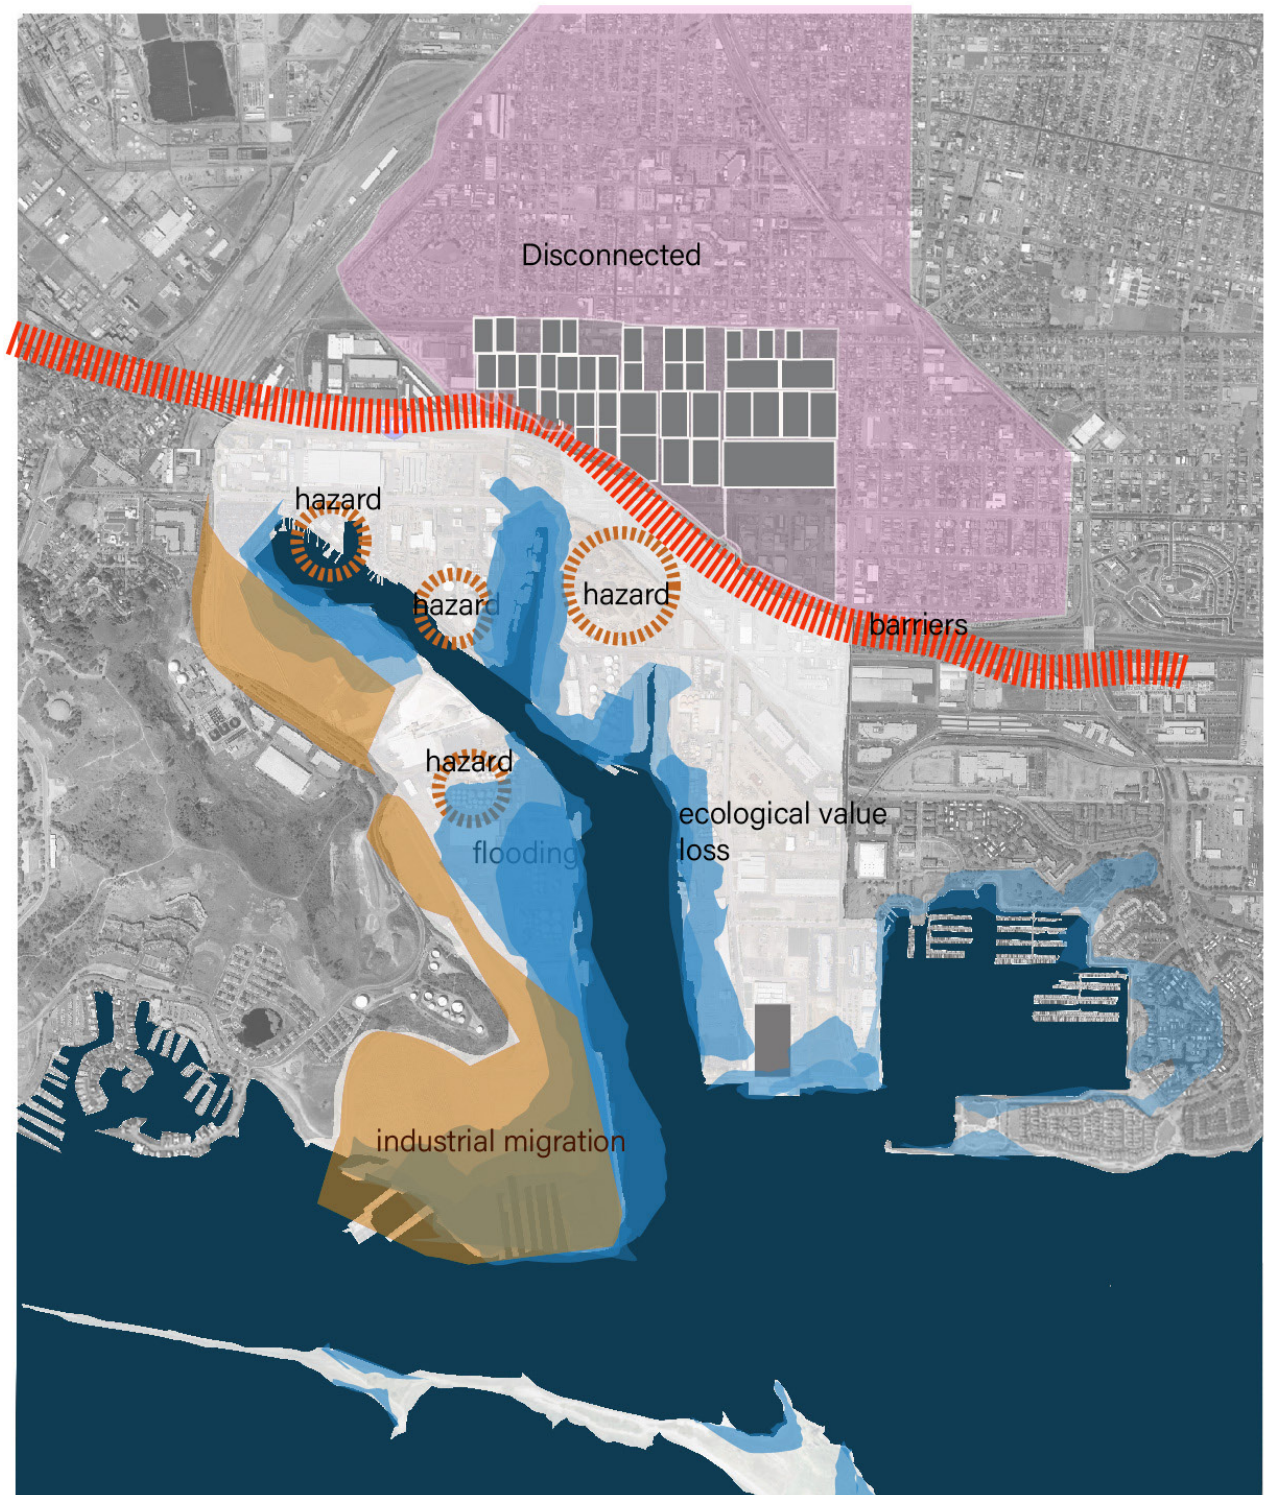 Disconnected
hazard
hazard
hazard
barriers
hazard
ecological value
loss
flooding
industrial migration